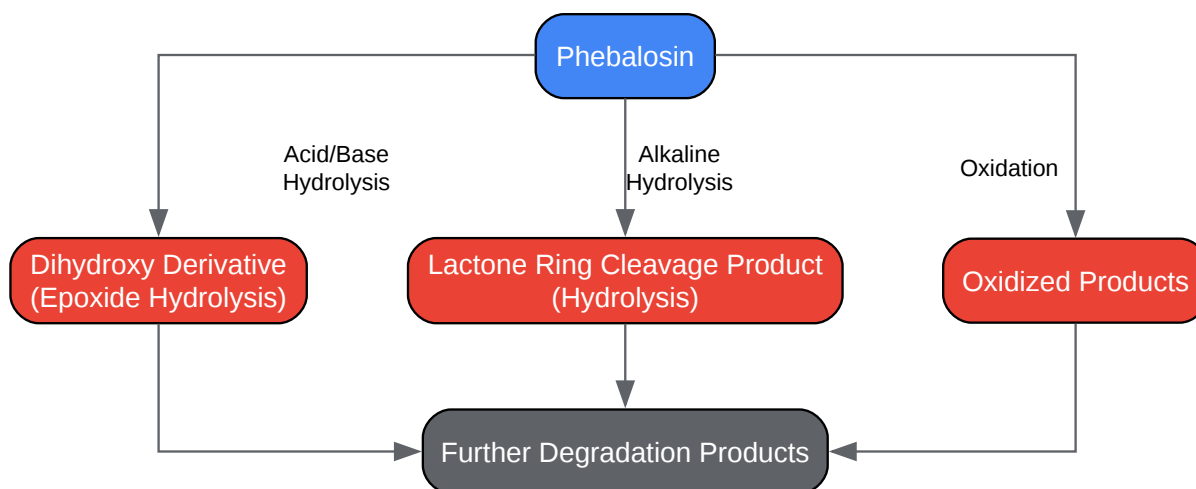 Phebalosin
Acid/Base
Hydrolysis
Alkaline
Hydrolysis
Oxidation
Dihydroxy Derivative
(Epoxide Hydrolysis)
Lactone Ring Cleavage Product
(Hydrolysis)
Oxidized Products
Further Degradation Products